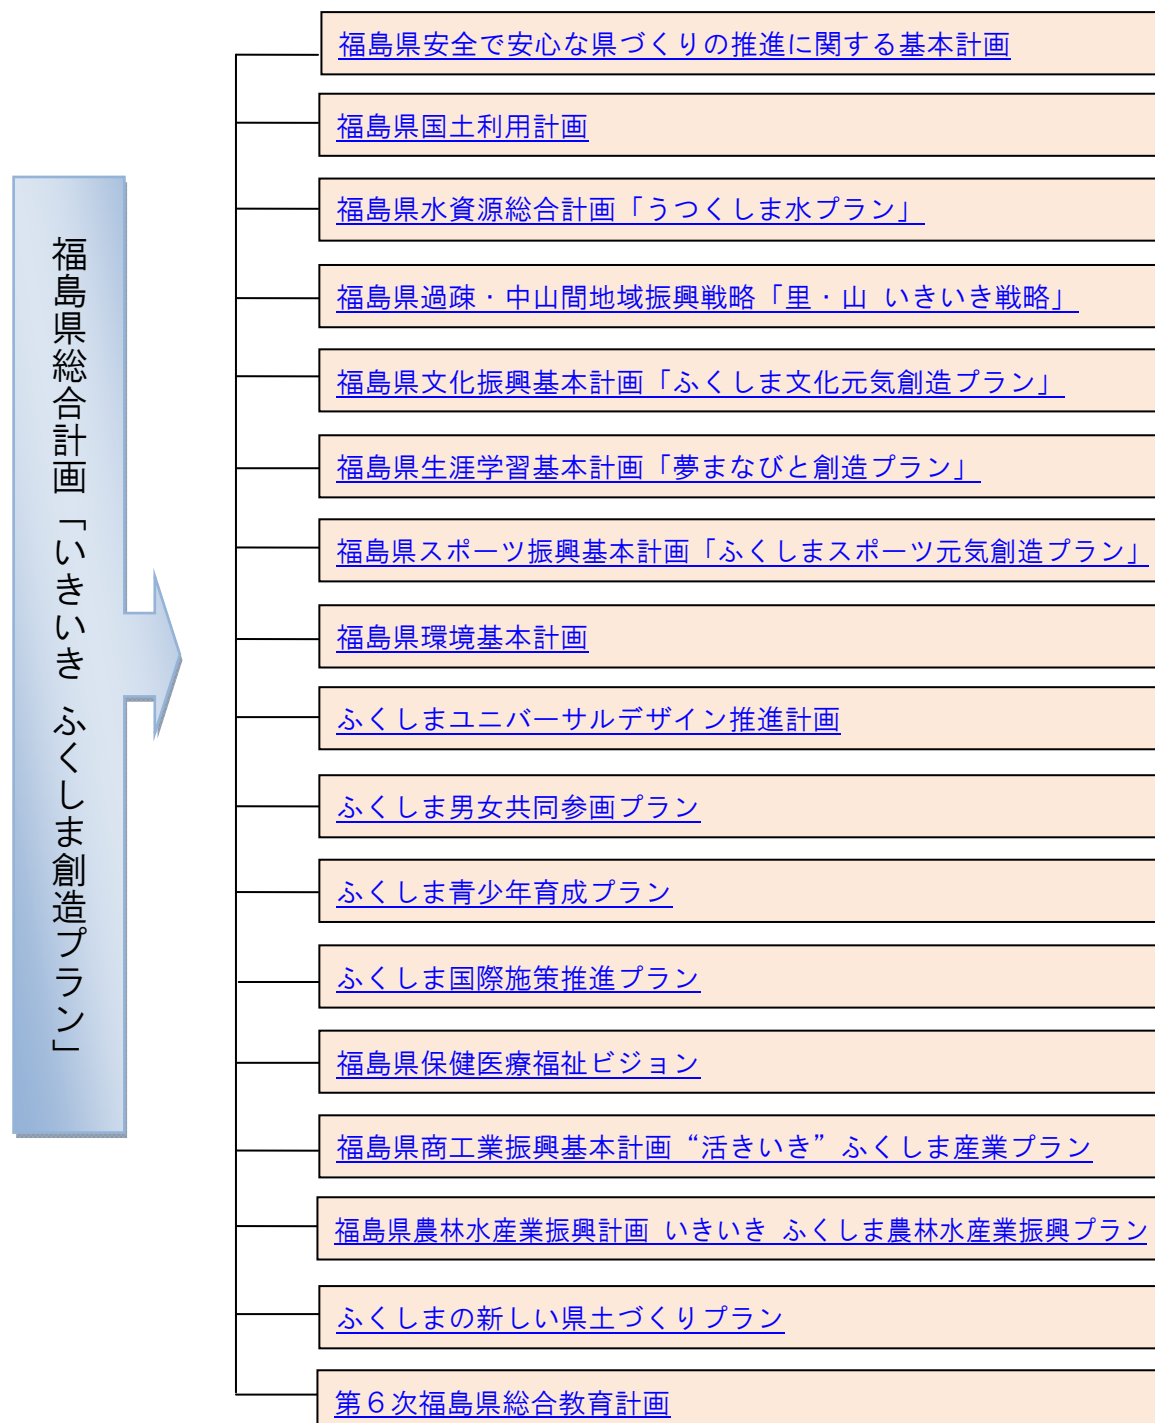 福島県総合計画「いきいき ふくしま創造プラン」
福島県安全で安心な県づくりの推進に関する基本計画
福島県国土利用計画
福島県水資源総合計画「うつくしま水プラン」
福島県過疎・中山間地域振興戦略「里・山 いきいき戦略」
福島県文化振興基本計画「ふくしま文化元気創造プラン」
福島県生涯学習基本計画「夢まなびと創造プラン」
福島県スポーツ振興基本計画「ふくしまスポーツ元気創造プラン」
福島県環境基本計画
ふくしまユニバーサルデザイン推進計画
ふくしま男女共同参画プラン
ふくしま青少年育成プラン
ふくしま国際施策推進プラン
福島県保健医療福祉ビジョン
福島県商工業振興基本計画“活きいき”ふくしま産業プラン
福島県農林水産業振興計画 いきいき ふくしま農林水産業振興プラン
ふくしまの新しい県土づくりプラン
第６次福島県総合教育計画